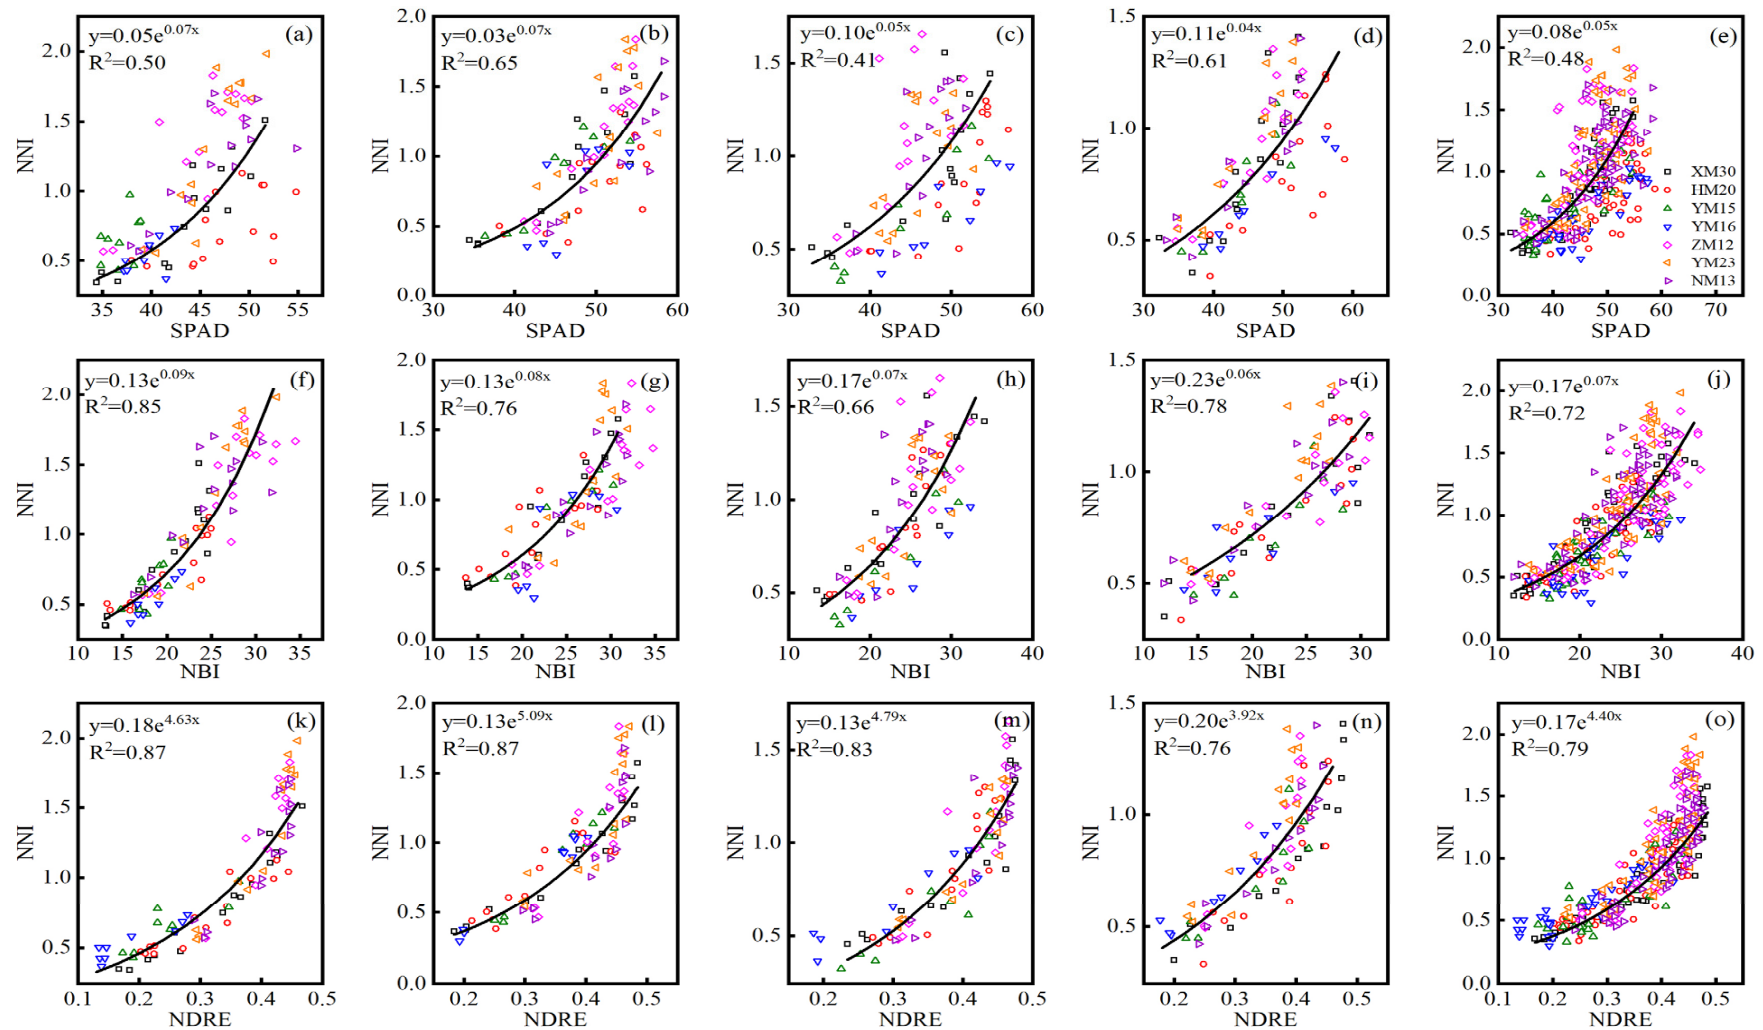 y=0.05e^0.07x (a)
R²=0.50
NNI
2.0
1.5
1.0
0.5
35 40 45 50 55
SPAD
y=0.03e^0.07x (b)
R²=0.65
NNI
2.0
1.5
1.0
0.5
0.0
30 40 50 60
SPAD
y=0.10e^0.05x (c)
R²=0.41
NNI
1.5
1.0
0.5
30 40 50 60
SPAD
y=0.11e^0.04x (d)
R²=0.61
NNI
1.5
1.0
0.5
30 40 50 60
SPAD
y=0.08e^0.05x (e)
R²=0.48
NNI
2.0
1.5
1.0
0.5
0.0
30 40 50 60 70
SPAD
XM30
HM20
YM15
YM16
ZM12
YM23
NM13
y=0.13e^0.09x (f)
R²=0.85
NNI
2.0
1.5
1.0
0.5
10 15 20 25 30 35
NBI
y=0.13e^0.08x (g)
R²=0.76
NNI
2.0
1.5
1.0
0.5
0.0
10 15 20 25 30 35
NBI
y=0.17e^0.07x (h)
R²=0.66
NNI
1.5
1.0
0.5
10 20 30 40
NBI
y=0.23e^0.06x (i)
R²=0.78
NNI
1.5
1.0
0.5
10 15 20 25 30
NBI
y=0.17e^0.07x (j)
R²=0.72
NNI
2.0
1.5
1.0
0.5
0.0
10 20 30 40
NBI
y=0.18e^4.63x (k)
R²=0.87
NNI
2.0
1.5
1.0
0.5
0.1 0.2 0.3 0.4 0.5
NDRE
y=0.13e^5.09x (l)
R²=0.87
NNI
2.0
1.5
1.0
0.5
0.0
0.2 0.3 0.4 0.5
NDRE
y=0.13e^4.79x (m)
R²=0.83
NNI
1.5
1.0
0.5
0.2 0.3 0.4 0.5
NDRE
y=0.20e^3.92x (n)
R²=0.76
NNI
1.5
1.0
0.5
0.2 0.3 0.4 0.5
NDRE
y=0.17e^4.40x (o)
R²=0.79
NNI
2.0
1.5
1.0
0.5
0.0
0.1 0.2 0.3 0.4 0.5
NDRE